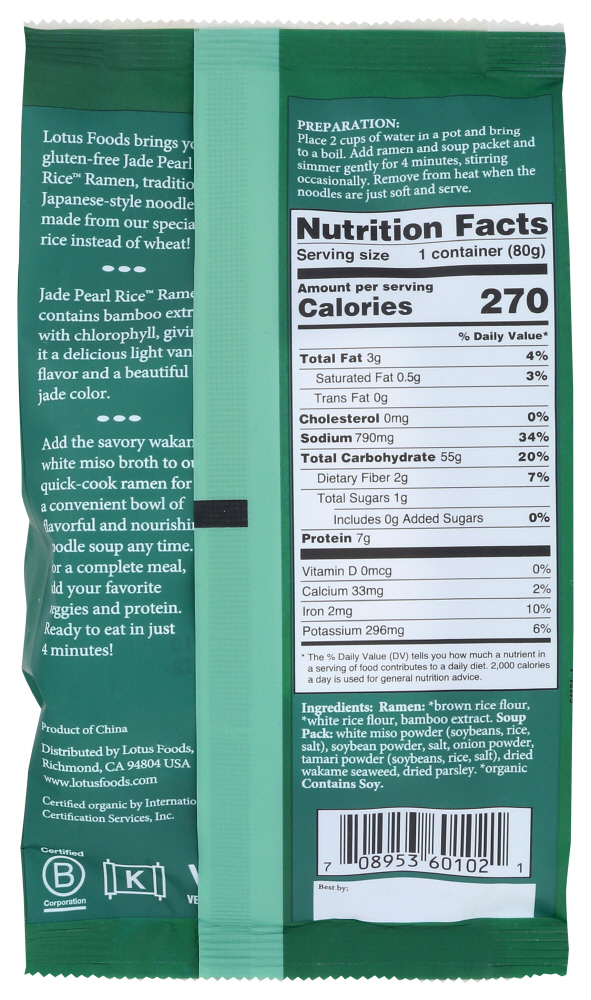 Lotus Foods brings yo
gluten-free Jade Pearl
Rice™ Ramen, traditio
Japanese-style noodle
made from our specia
rice instead of wheat!
Jade Pearl Rice™ Rame
contains bamboo extr
with chlorophyll, givin
it a delicious light van
flavor and a beautiful
jade color.
Add the savory wakam
white miso broth to ou
quick-cook ramen for
a convenient bowl of
flavorful and nourishin
noodle soup any time.
or a complete meal,
dd your favorite
eggies and protein.
Ready to eat in just
4 minutes!
Product of China
Distributed by Lotus Foods,
Richmond, CA 94804 USA
www.lotusfoods.com
Certified organic by Internatio
Certification Services, Inc.
Certified
B
Corporation
K
V
VE
PREPARATION:
Place 2 cups of water in a pot and bring
to a boil. Add ramen and soup packet and
simmer gently for 4 minutes, stirring
occasionally. Remove from heat when the
noodles are just soft and serve.
Nutrition Facts
Serving size 1 container (80g)
Amount per serving
Calories 270
% Daily Value*
Total Fat 3g 4%
Saturated Fat 0.5g 3%
Trans Fat 0g
Cholesterol 0mg 0%
Sodium 790mg 34%
Total Carbohydrate 55g 20%
Dietary Fiber 2g 7%
Total Sugars 1g
Includes 0g Added Sugars 0%
Protein 7g
Vitamin D 0mcg 0%
Calcium 33mg 2%
Iron 2mg 10%
Potassium 296mg 6%
* The % Daily Value (DV) tells you how much a nutrient in
a serving of food contributes to a daily diet. 2,000 calories
a day is used for general nutrition advice.
Ingredients: Ramen: *brown rice flour,
*white rice flour, bamboo extract. Soup
Pack: white miso powder (soybeans, rice,
salt), soybean powder, salt, onion powder,
tamari powder (soybeans, rice, salt), dried
wakame seaweed, dried parsley. *organic
Contains Soy.
7 08953 60102 1
Best by: